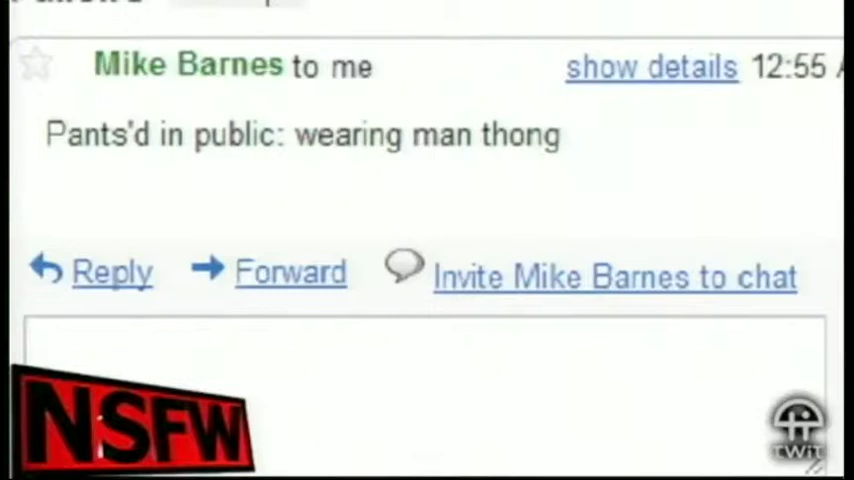 Mike Barnes to me show details 12:55
Pants'd in public: wearing man thong
Reply Forward Invite Mike Barnes to chat
NSFW
TWiT